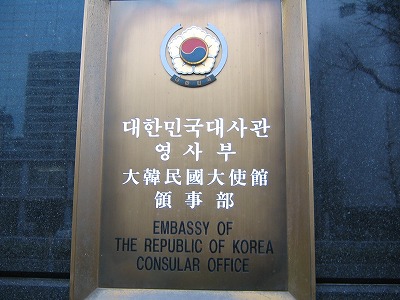 대한민국대사관
영사부
大韓民國大使館
領事部
EMBASSY OF
THE REPUBLIC OF KOREA
CONSULAR OFFICE